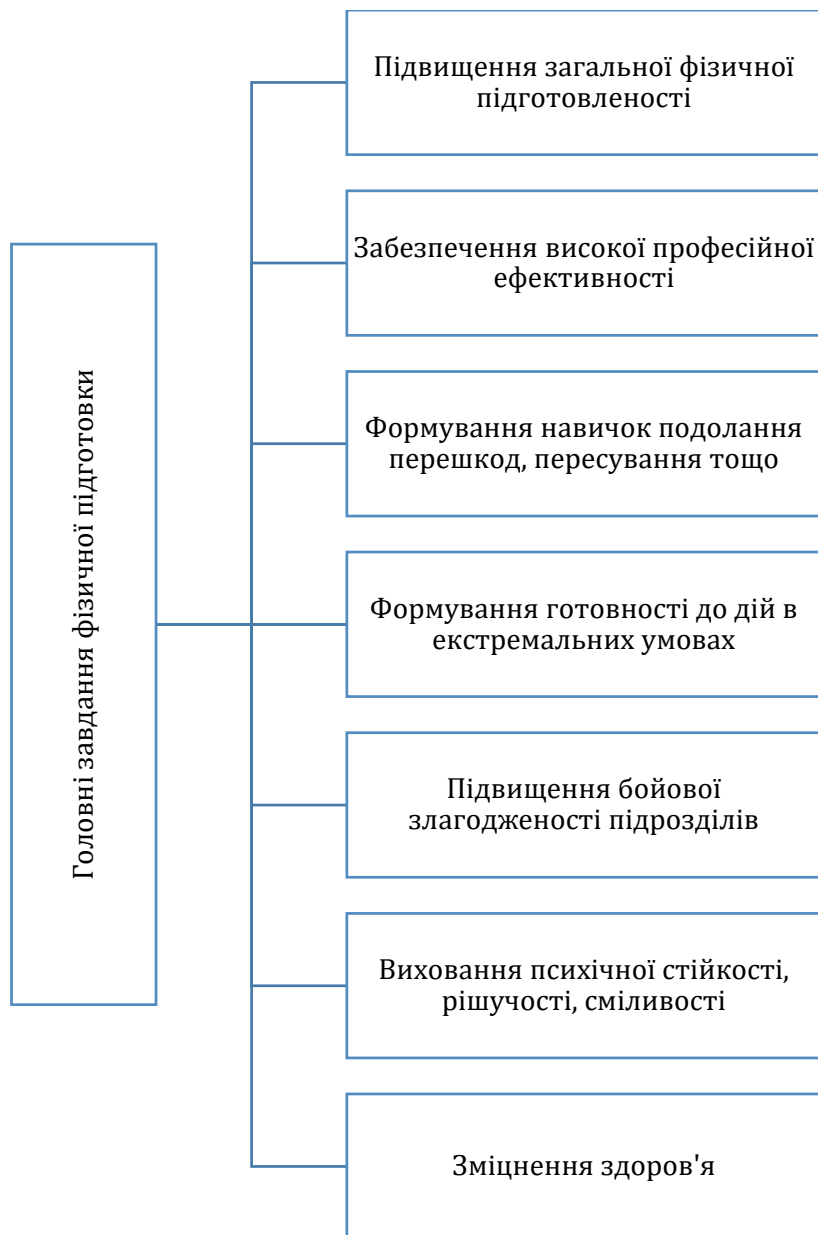 Головні завдання фізичної підготовки
Підвищення загальної фізичної
підготовленості
Забезпечення високої професійної
ефективності
Формування навичок подолання
перешкод, пересування тощо
Формування готовності до дій в
екстремальних умовах
Підвищення бойової
злагодженості підрозділів
Виховання психічної стійкості,
рішучості, сміливості
Зміцнення здоров'я